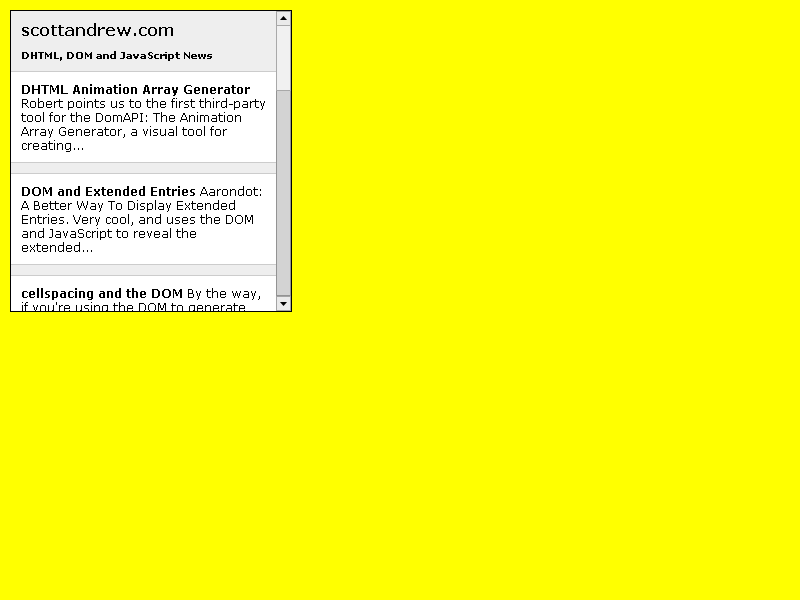 scottandrew.com
DHTML, DOM and JavaScript News
DHTML Animation Array Generator
Robert points us to the first third-party
tool for the DomAPI: The Animation
Array Generator, a visual tool for
creating...
DOM and Extended Entries Aarondot:
A Better Way To Display Extended
Entries. Very cool, and uses the DOM
and JavaScript to reveal the
extended...
cellspacing and the DOM By the way,
if you're using the DOM to generate